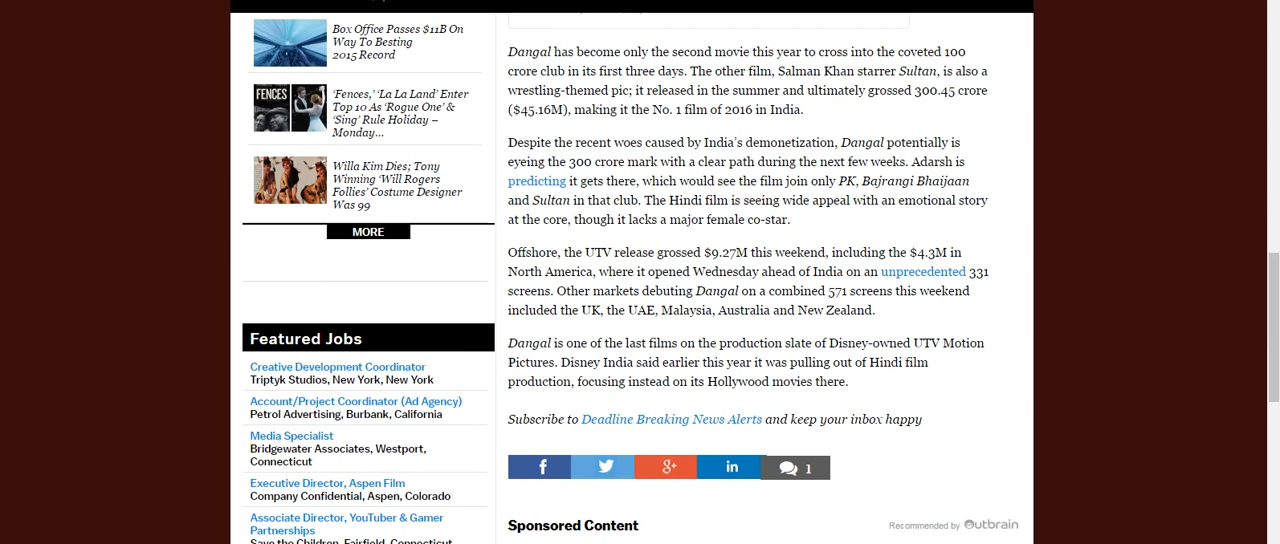 Box Office Passes $11B On
Way To Besting
2015 Record
FENCES
‘Fences,’ ‘La La Land’ Enter
Top 10 As ‘Rogue One’ &
‘Sing’ Rule Holiday –
Monday…
Willa Kim Dies; Tony
Winning ‘Will Rogers
Follies’ Costume Designer
Was 99
MORE
Featured Jobs
Creative Development Coordinator
Triptyk Studios, New York, New York
Account/Project Coordinator (Ad Agency)
Petrol Advertising, Burbank, California
Media Specialist
Bridgewater Associates, Westport,
Connecticut
Executive Director, Aspen Film
Company Confidential, Aspen, Colorado
Associate Director, YouTube & Gamer
Partnerships
Save the Children, Fairfield, Connecticut
Dangal has become only the second movie this year to cross into the coveted 100
crore club in its first three days. The other film, Salman Khan starrer Sultan, is also a
wrestling-themed pic; it released in the summer and ultimately grossed 300.45 crore
($45.16M), making it the No. 1 film of 2016 in India.
Despite the recent woes caused by India’s demonetization, Dangal potentially is
eyeing the 300 crore mark with a clear path during the next few weeks. Adarsh is
predicting it gets there, which would see the film join only PK, Bajrangi Bhaijaan
and Sultan in that club. The Hindi film is seeing wide appeal with an emotional story
at the core, though it lacks a major female co-star.
Offshore, the UTV release grossed $9.27M this weekend, including the $4.3M in
North America, where it opened Wednesday ahead of India on an unprecedented 331
screens. Other markets debuting Dangal on a combined 571 screens this weekend
included the UK, the UAE, Malaysia, Australia and New Zealand.
Dangal is one of the last films on the production slate of Disney-owned UTV Motion
Pictures. Disney India said earlier this year it was pulling out of Hindi film
production, focusing instead on its Hollywood movies there.
Subscribe to Deadline Breaking News Alerts and keep your inbox happy
f
g+
in
1
Sponsored Content
Recommended by Outbrain